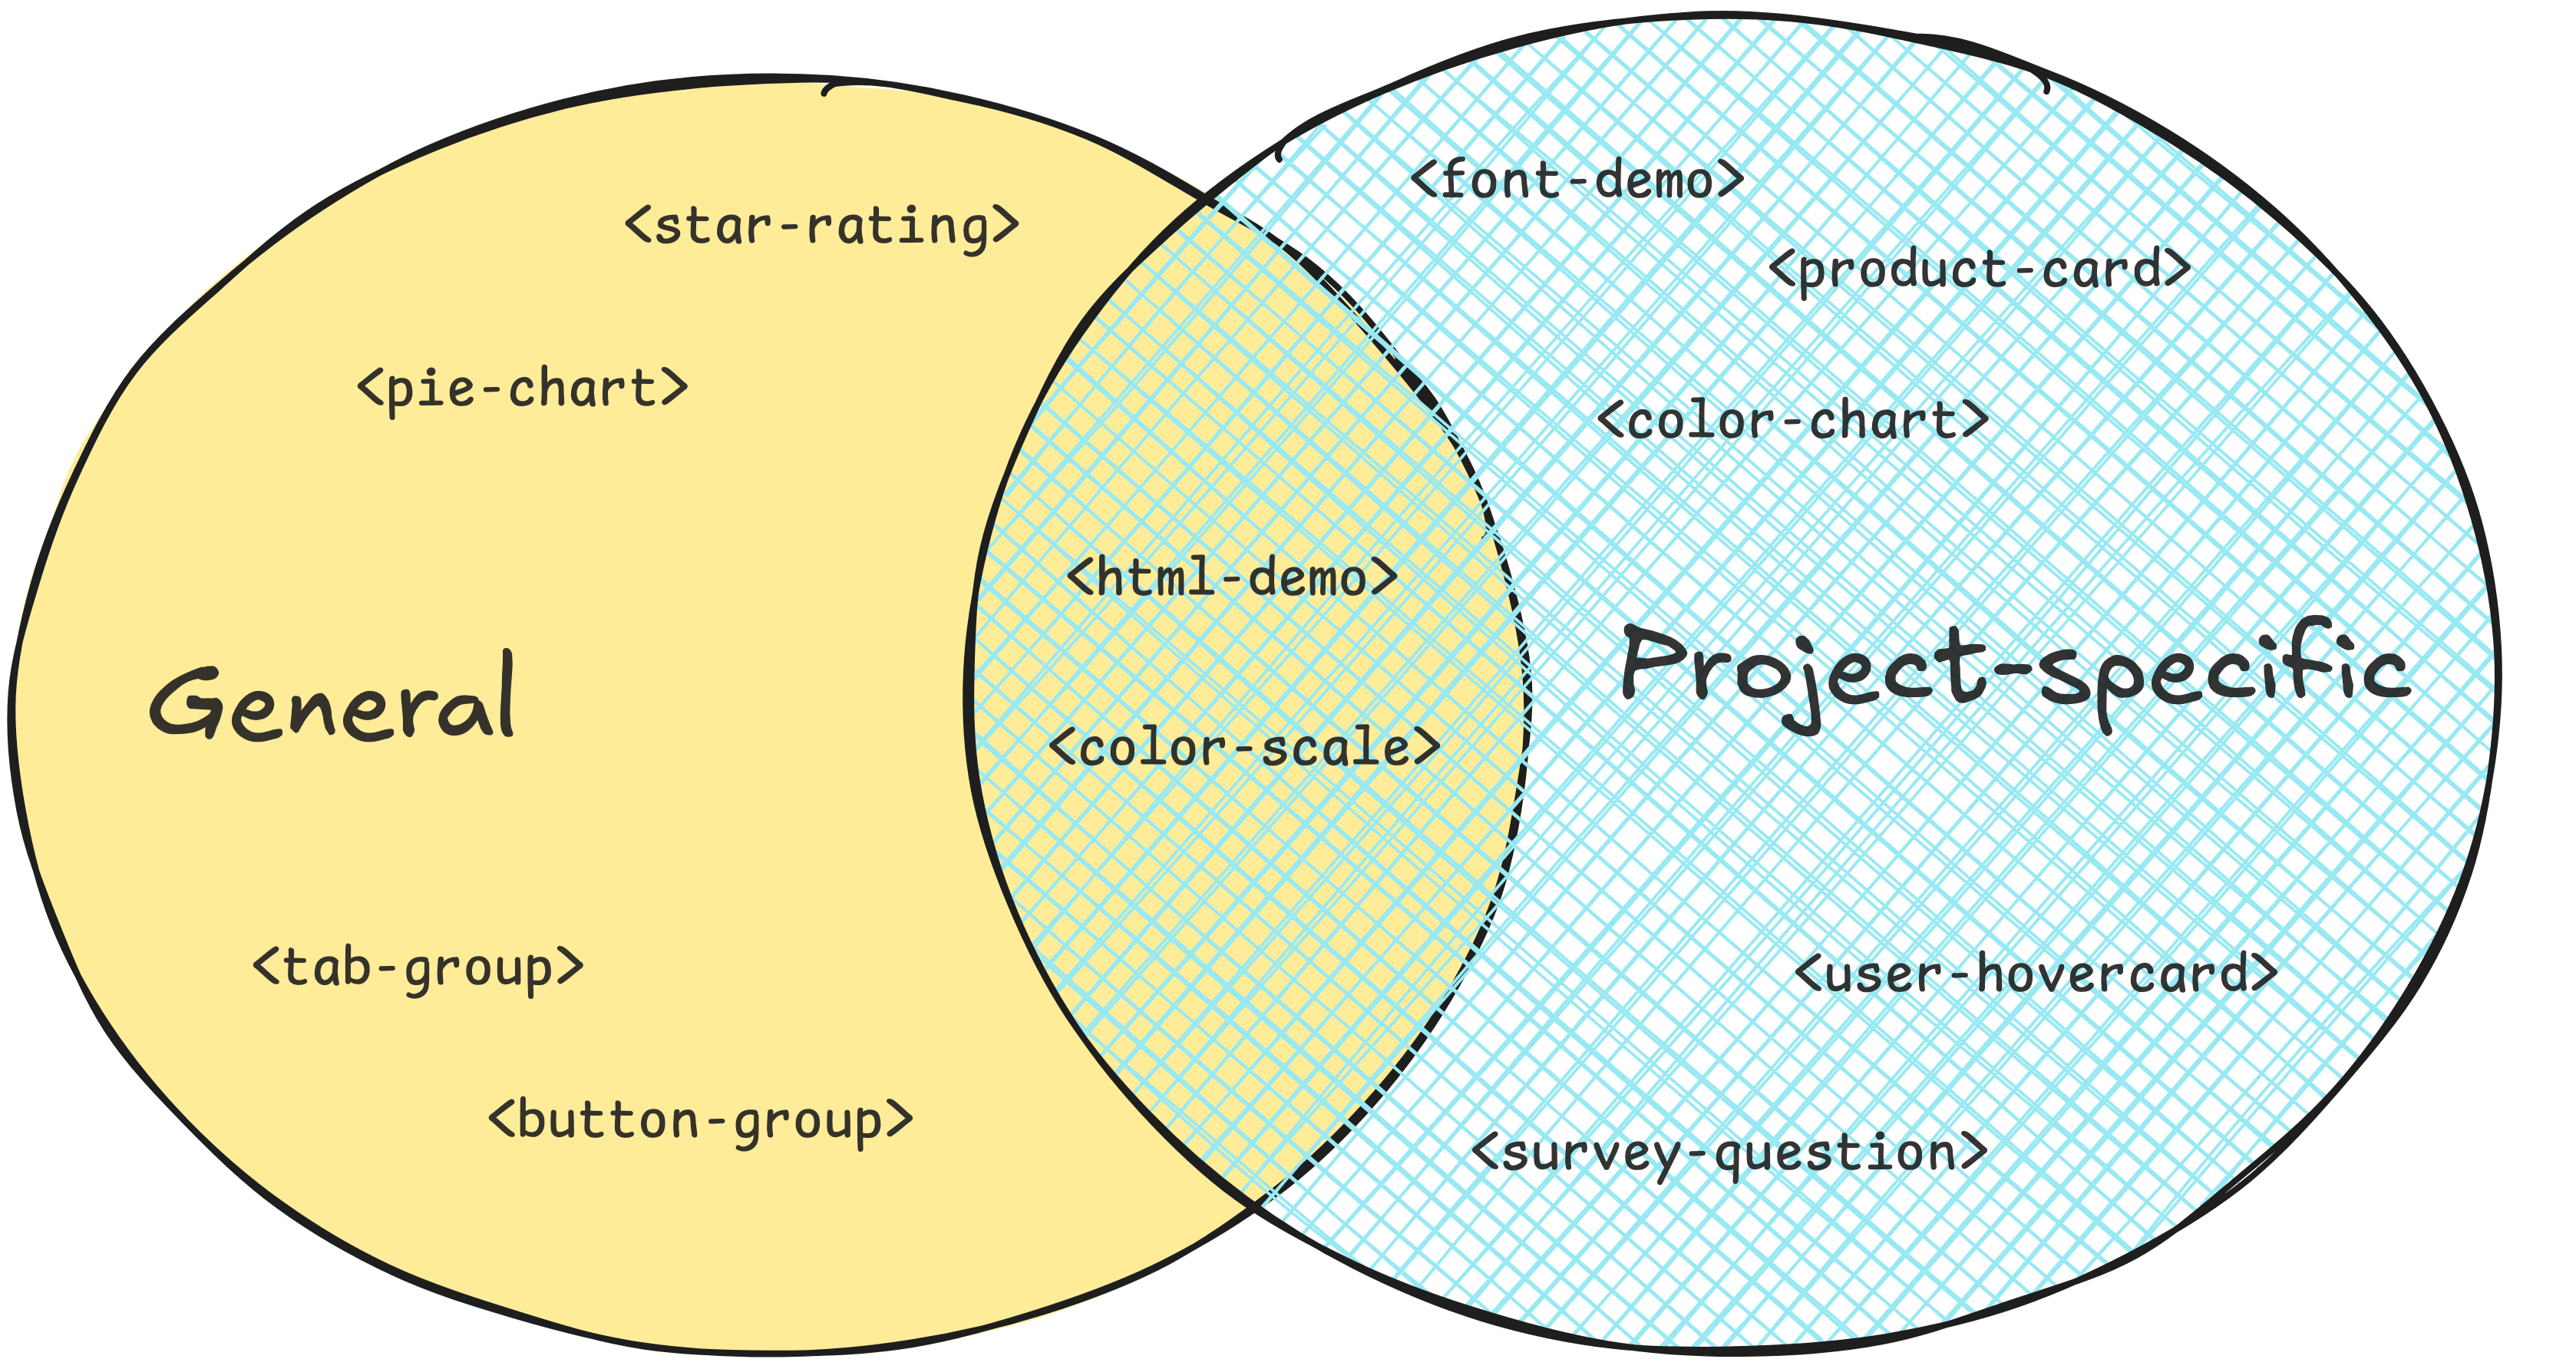 <star-rating>
<pie-chart>
General
<tab-group>
<button-group>
<html-demo>
<color-scale>
<font-demo>
<product-card>
<color-chart>
Project-specific
<user-hovercard>
<survey-question>